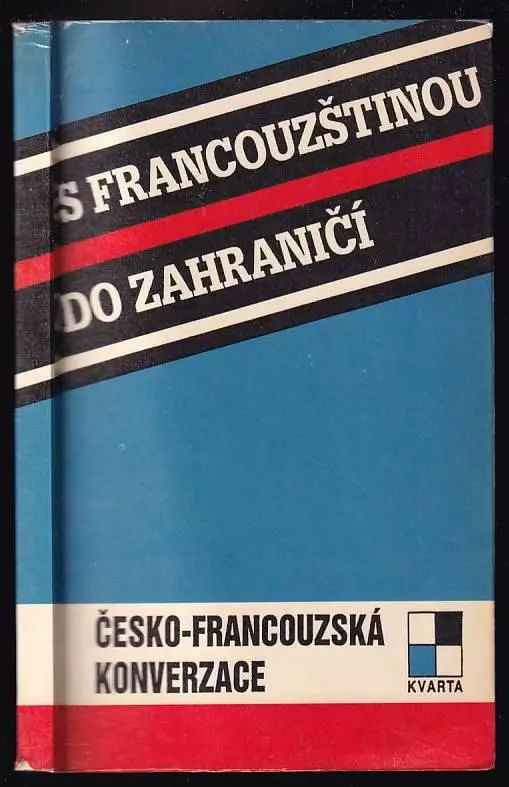 S FRANCOUZŠTINOU
DO ZAHRANIČÍ
ČESKO-FRANCOUZSKÁ
KONVERZACE
KVARTA